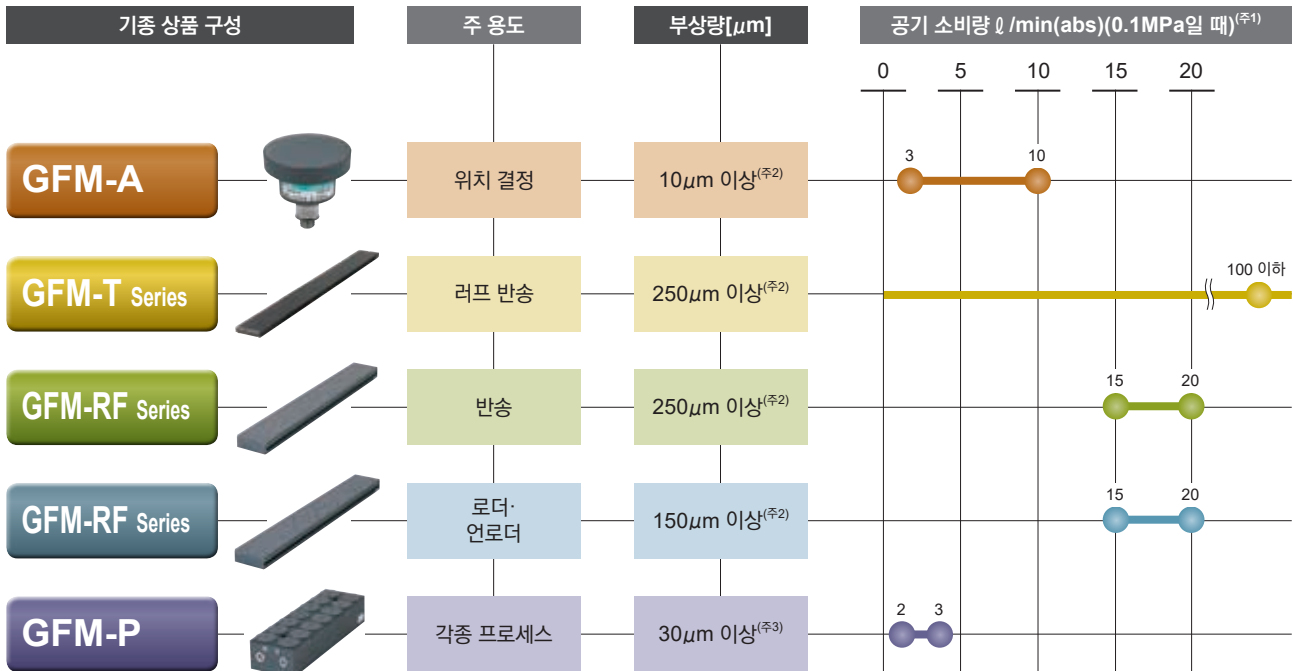 기종 상품 구성
주 용도
부상량[μm]
공기 소비량 ℓ /min(abs)(0.1MPa일 때)(주1)
0 5 10 15 20
GFM-A
위치 결정
10μm 이상(주2)
3 10
GFM-T Series
러프 반송
250μm 이상(주2)
100 이하
GFM-RF Series
반송
250μm 이상(주2)
15 20
GFM-RF Series
로더·
언로더
150μm 이상(주2)
15 20
GFM-P
각종 프로세스
30μm 이상(주3)
2 3